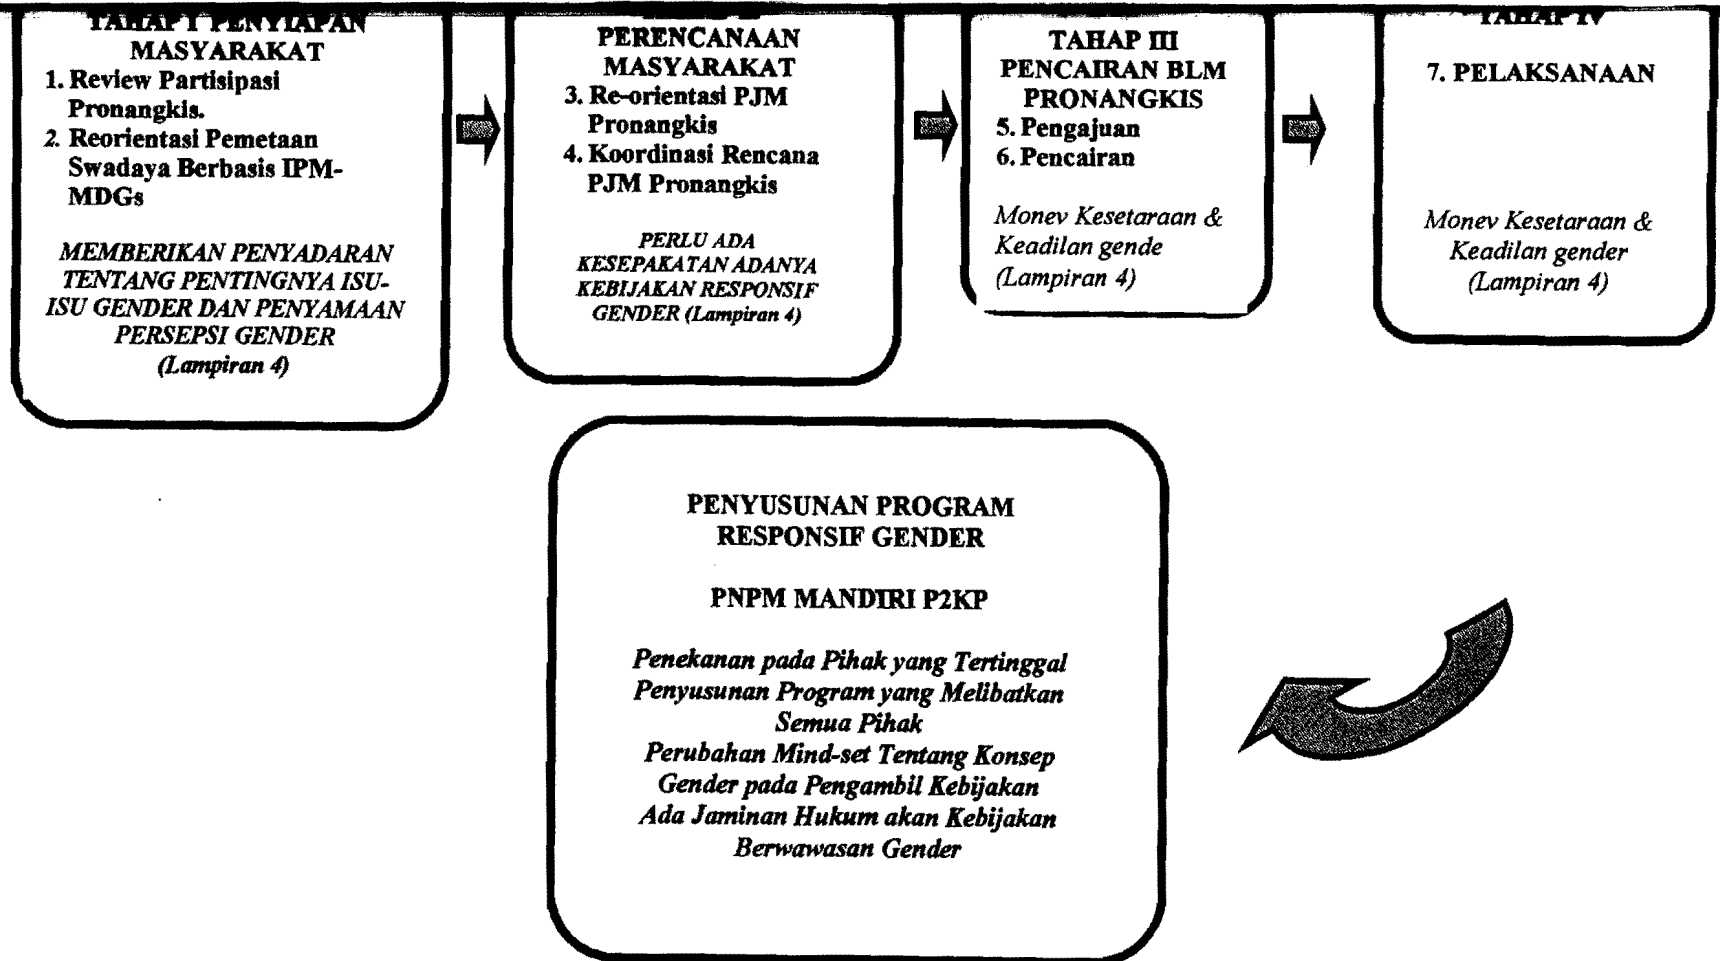 TAHAP I PENYIAPAN
MASYARAKAT
1. Review Partisipasi
Pronangkis.
2. Reorientasi Pemetaan
Swadaya Berbasis IPM-
MDGs
MEMBERIKAN PENYADARAN
TENTANG PENTINGNYA ISU-
ISU GENDER DAN PENYAMAAN
PERSEPSI GENDER
(Lampiran 4)
PERENCANAAN
MASYARAKAT
3. Re-orientasi PJM
Pronangkis
4. Koordinasi Rencana
PJM Pronangkis
PERLU ADA
KESEPAKATAN ADANYA
KEBIJAKAN RESPONSIF
GENDER (Lampiran 4)
TAHAP III
PENCAIRAN BLM
PRONANGKIS
5. Pengajuan
6. Pencairan
Monev Kesetaraan &
Keadilan gende
(Lampiran 4)
TAHAP IV
7. PELAKSANAAN
Monev Kesetaraan &
Keadilan gender
(Lampiran 4)
PENYUSUNAN PROGRAM
RESPONSIF GENDER
PNPM MANDIRI P2KP
Penekanan pada Pihak yang Tertinggal
Penyusunan Program yang Melibatkan
Semua Pihak
Perubahan Mind-set Tentang Konsep
Gender pada Pengambil Kebijakan
Ada Jaminan Hukum akan Kebijakan
Berwawasan Gender